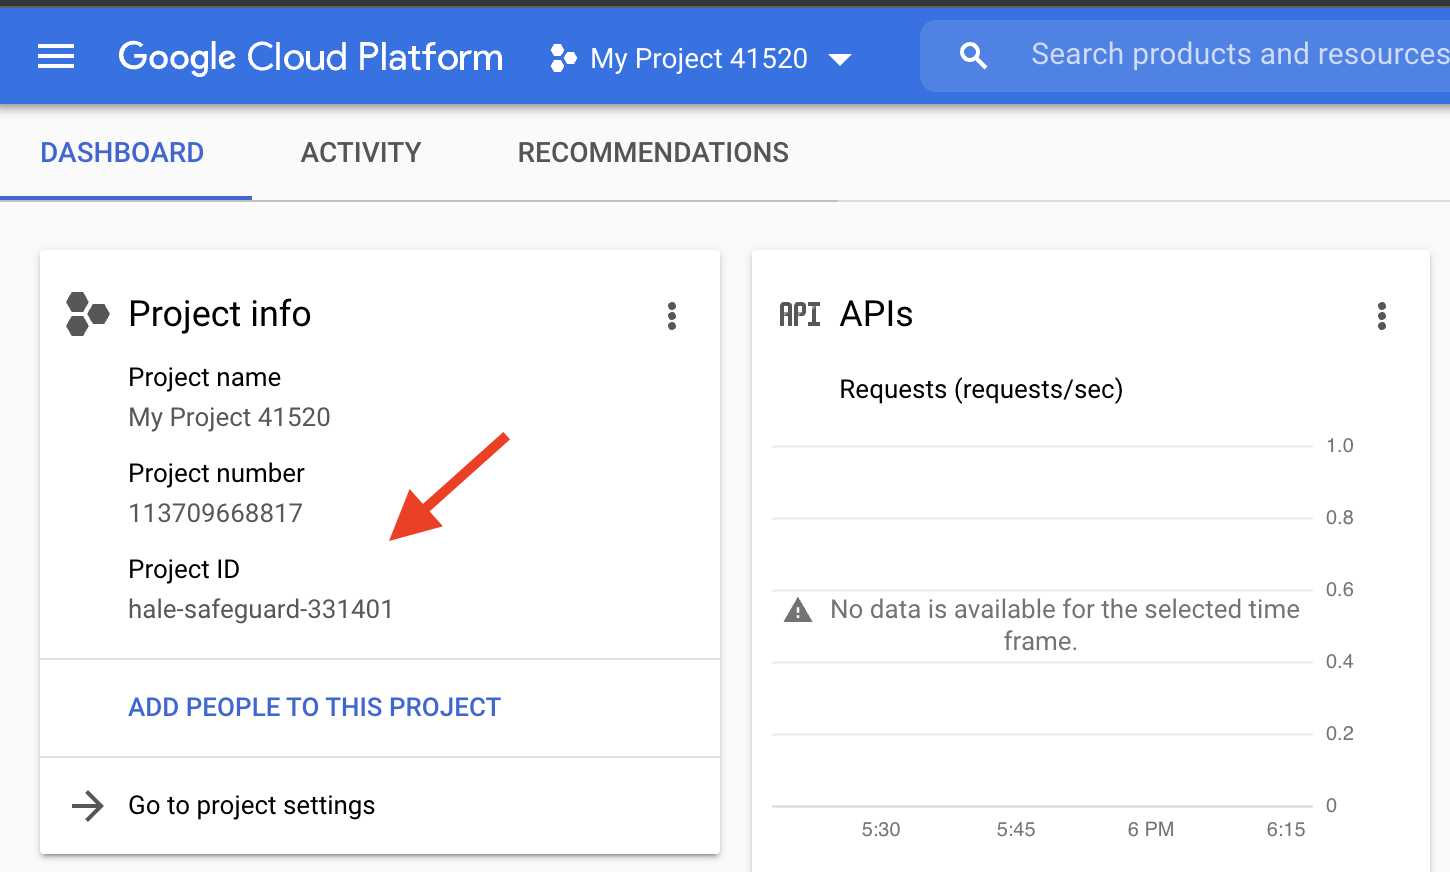 Google Cloud Platform
My Project 41520
Search products and resources
DASHBOARD
ACTIVITY
RECOMMENDATIONS
Project info
Project name
My Project 41520
Project number
113709668817
Project ID
hale-safeguard-331401
ADD PEOPLE TO THIS PROJECT
Go to project settings
API
APIs
Requests (requests/sec)
1.0
0.8
0.6
No data is available for the selected time
frame.
0.4
0.2
0
5:30
5:45
6 PM
6:15